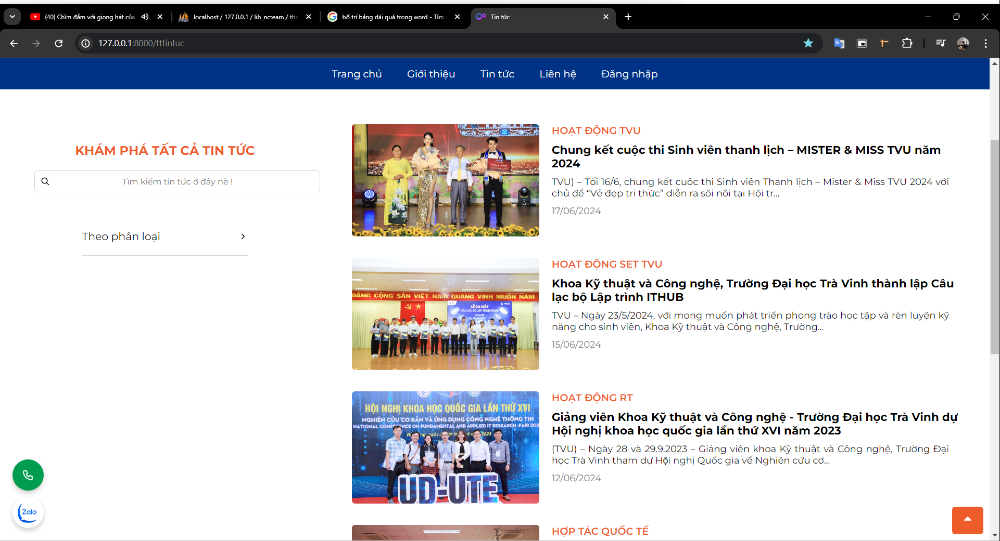 (40) Chìm đắm với giọng hát của
localhost / 127.0.0.1 / lib_ncteam / tha
bố trí bảng dài quá trong word - Tìm
Tin tức
127.0.0.1:8000/tttintuc
Trang chủ
Giới thiệu
Tin tức
Liên hệ
Đăng nhập
KHÁM PHÁ TẤT CẢ TIN TỨC
Tìm kiếm tin tức ở đây nè !
Theo phân loại
HOẠT ĐỘNG TVU
Chung kết cuộc thi Sinh viên thanh lịch – MISTER & MISS TVU năm
2024
TVU) – Tối 16/6, chung kết cuộc thi Sinh viên Thanh lịch – Mister & Miss TVU 2024 với
chủ đề “Vẻ đẹp tri thức” diễn ra sôi nổi tại Hội tr...
17/06/2024
ĐẢNG CỘNG SẢN VIỆT NAM QUANG VINH MUÔN NĂM
LỄ RA MẮT
CÂU LẠC BỘ LẬP TRÌNH ITHUB
HOẠT ĐỘNG SET TVU
Khoa Kỹ thuật và Công nghệ, Trường Đại học Trà Vinh thành lập Câu
lạc bộ Lập trình ITHUB
TVU – Ngày 23/5/2024, với mong muốn phát triển phong trào học tập và rèn luyện kỹ
năng cho sinh viên, Khoa Kỹ thuật và Công nghệ, Trường...
15/06/2024
HỘI NGHỊ KHOA HỌC QUỐC GIA LẦN THỨ XVI
NGHIÊN CỨU CƠ BẢN VÀ ỨNG DỤNG CÔNG NGHỆ THÔNG TIN
NATIONAL CONFERENCE ON FUNDAMENTAL AND APPLIED IT RESEARCH -FAIR 202
UD-UTE
HOẠT ĐỘNG RT
Giảng viên Khoa Kỹ thuật và Công nghệ - Trường Đại học Trà Vinh dự
Hội nghị khoa học quốc gia lần thứ XVI năm 2023
(TVU) – Ngày 28 và 29.9.2023 – Giảng viên khoa Kỹ thuật và Công nghệ, Trường Đại
học Trà Vinh tham dự Hội nghị Quốc gia về Nghiên cứu cơ...
12/06/2024
HỢP TÁC QUỐC TẾ
Zalo